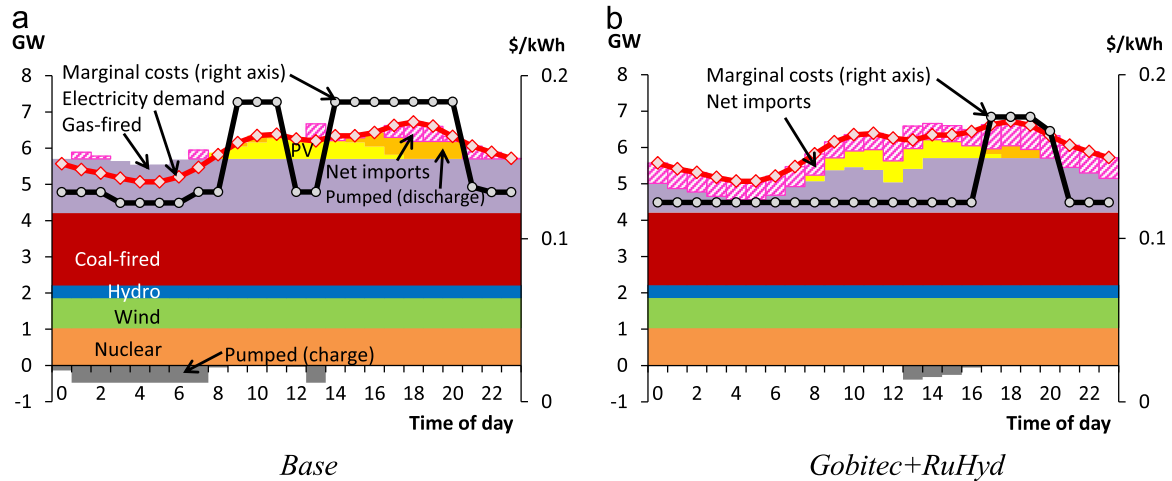 a
GW
$/kWh
8
7
6
5
4
3
2
1
0
-1
0.2
0.1
0
Marginal costs (right axis)
Electricity demand
Gas-fired
PV
Net imports
Pumped (discharge)
Coal-fired
Hydro
Wind
Nuclear
Pumped (charge)
0 2 4 6 8 10 12 14 16 18 20 22
Time of day
Base
b
GW
$/kWh
8
7
6
5
4
3
2
1
0
-1
0.2
0.1
0
Marginal costs (right axis)
Net imports
0 2 4 6 8 10 12 14 16 18 20 22
Time of day
Gobitec+RuHyd